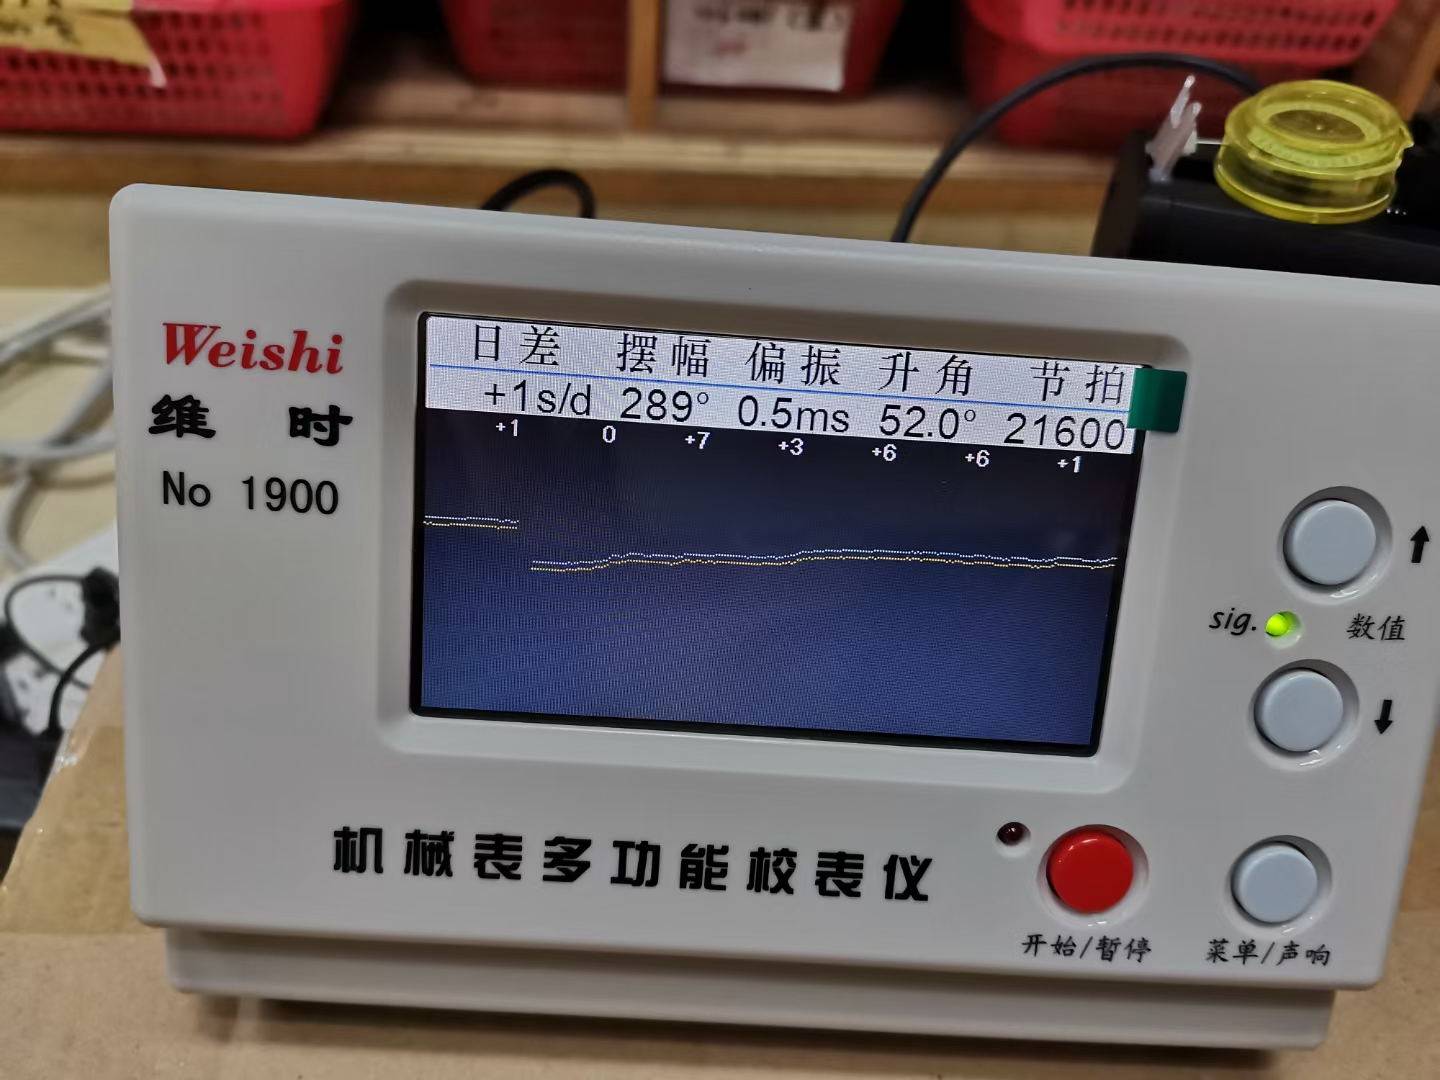 Weishi
维 时
No 1900
日差 摆幅 偏振 升角 节拍
+1s/d 289° 0.5ms 52.0° 21600
+1 0 +7 +3 +6 +6 +1
sig.
数值
机械表多功能校表仪
开始/暂停
菜单/声响